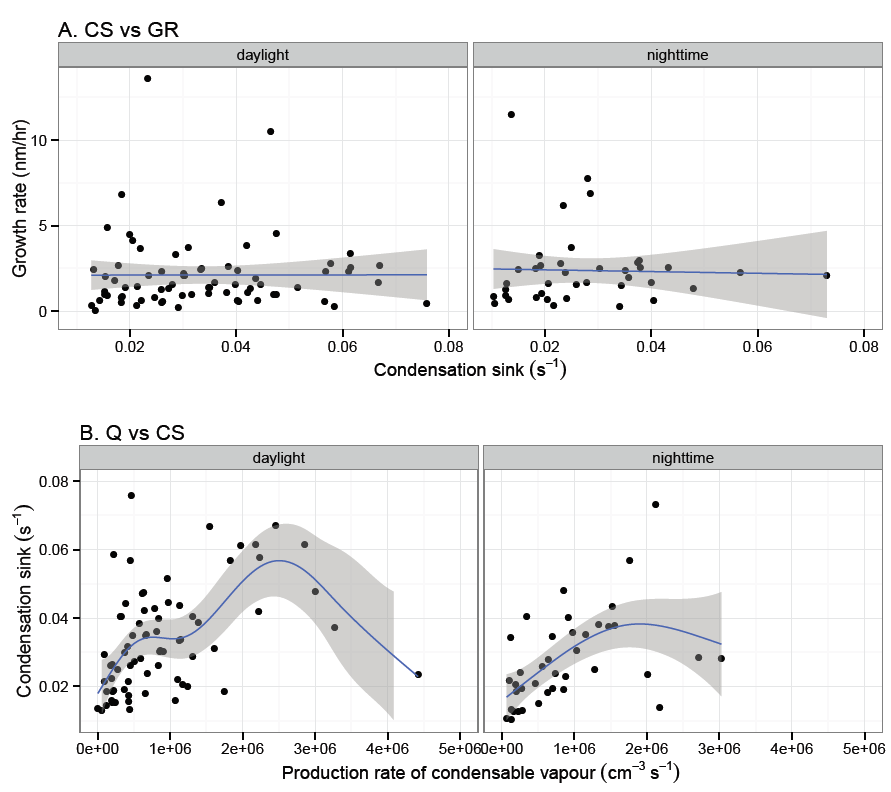 A. CS vs GR
daylight
nighttime
Growth rate (nm/hr)
10
5
0
0.02 0.04 0.06 0.08
0.02 0.04 0.06 0.08
Condensation sink (s⁻¹)
B. Q vs CS
daylight
nighttime
Condensation sink (s⁻¹)
0.08
0.06
0.04
0.02
0e+00 1e+06 2e+06 3e+06 4e+06 5e+06
0e+00 1e+06 2e+06 3e+06 4e+06 5e+06
Production rate of condensable vapour (cm⁻³ s⁻¹)